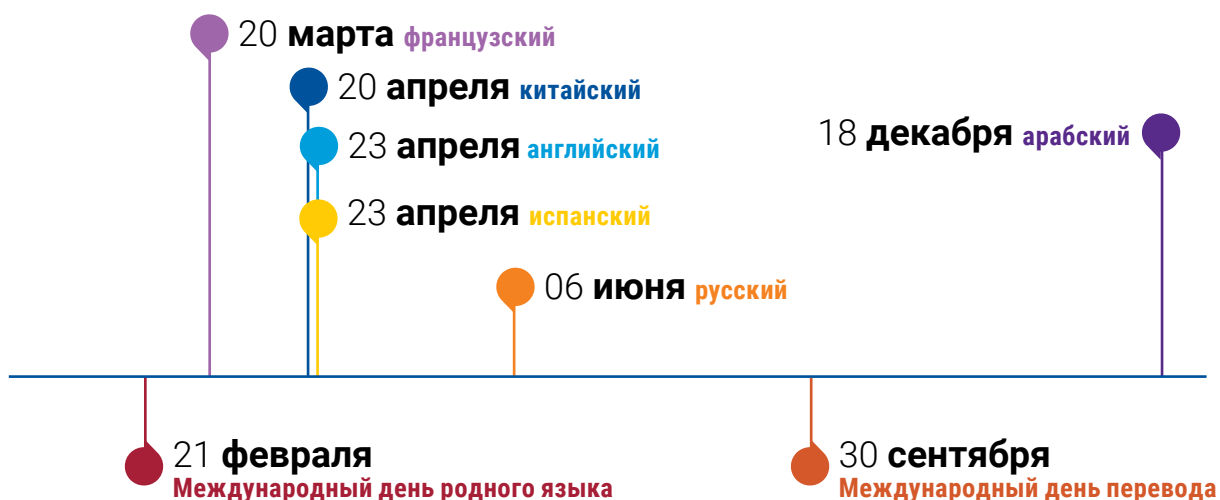 20 марта французский
20 апреля китайский
23 апреля английский
18 декабря арабский
23 апреля испанский
06 июня русский
21 февраля
Международный день родного языка
30 сентября
Международный день перевода